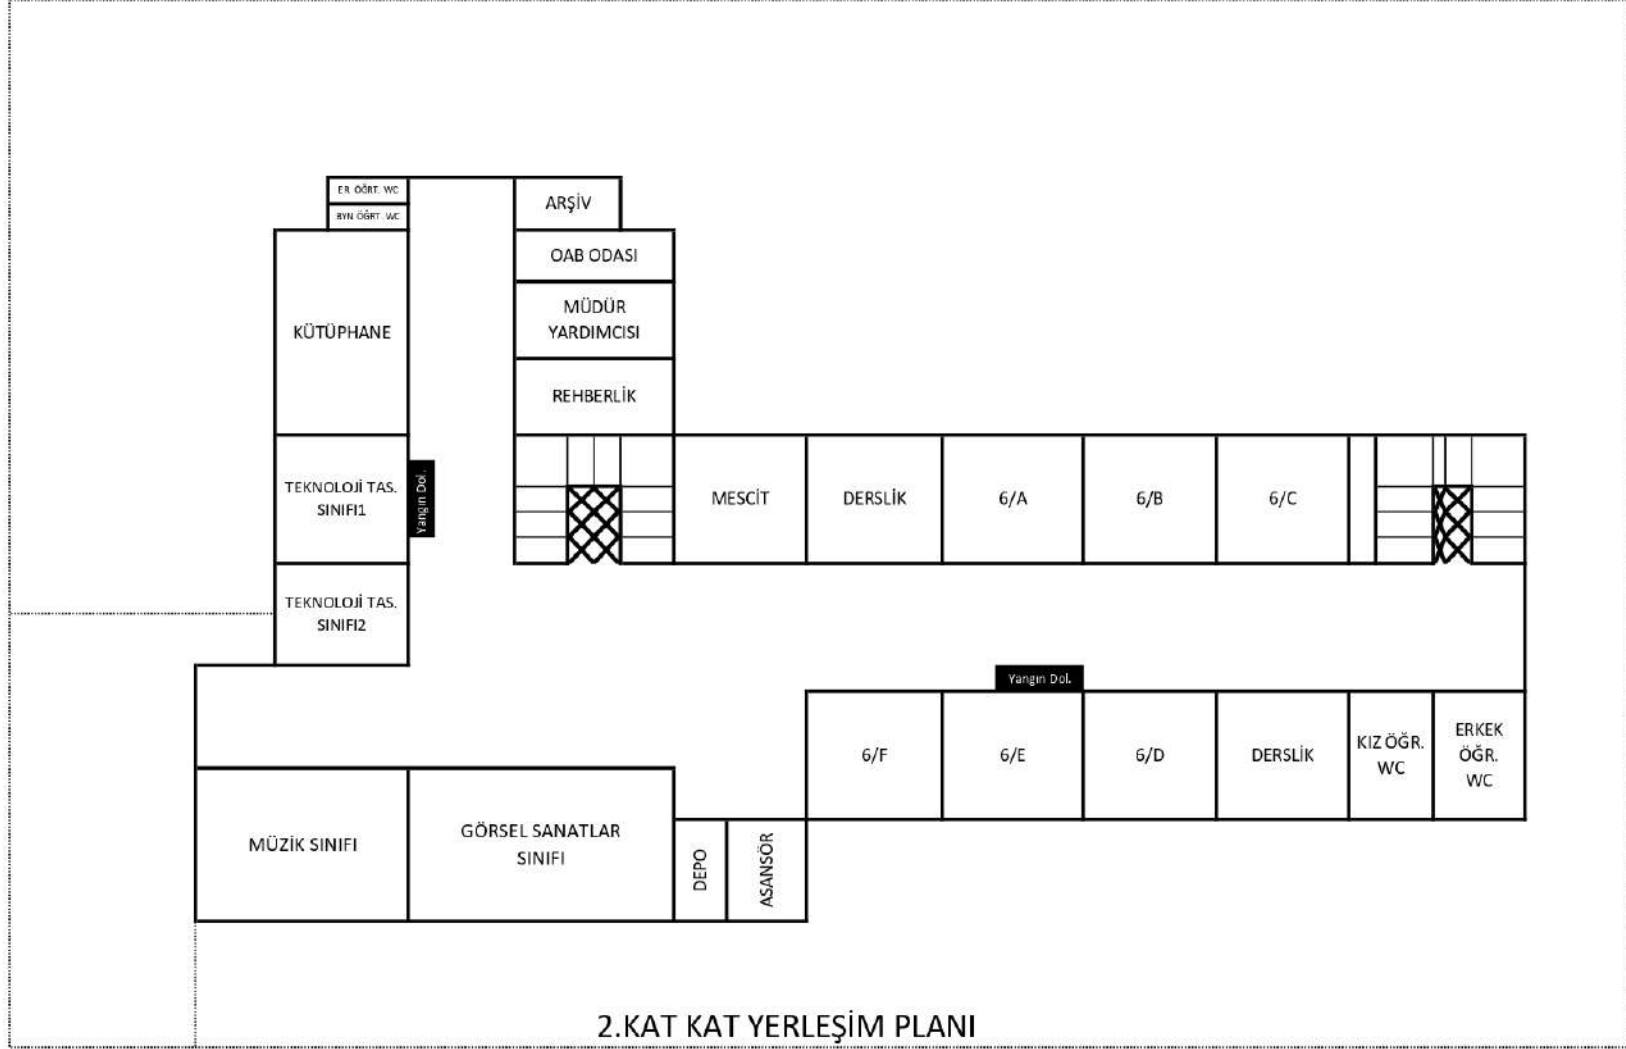 ER ÖĞRT. WC
BYN ÖĞRT. WC
ARŞİV
OAB ODASI
KÜTÜPHANE
MÜDÜR
YARDIMCISI
REHBERLİK
TEKNOLOJİ TAS.
SINIFI1
Yangın Dol.
MESCİT
DERSLİK
6/A
6/B
6/C
TEKNOLOJİ TAS.
SINIFI2
Yangın Dol.
6/F
6/E
6/D
DERSLİK
KIZ ÖĞR.
WC
ERKEK
ÖĞR.
WC
MÜZİK SINIFI
GÖRSEL SANATLAR
SINIFI
DEPO
ASANSÖR
2.KAT KAT YERLEŞİM PLANI